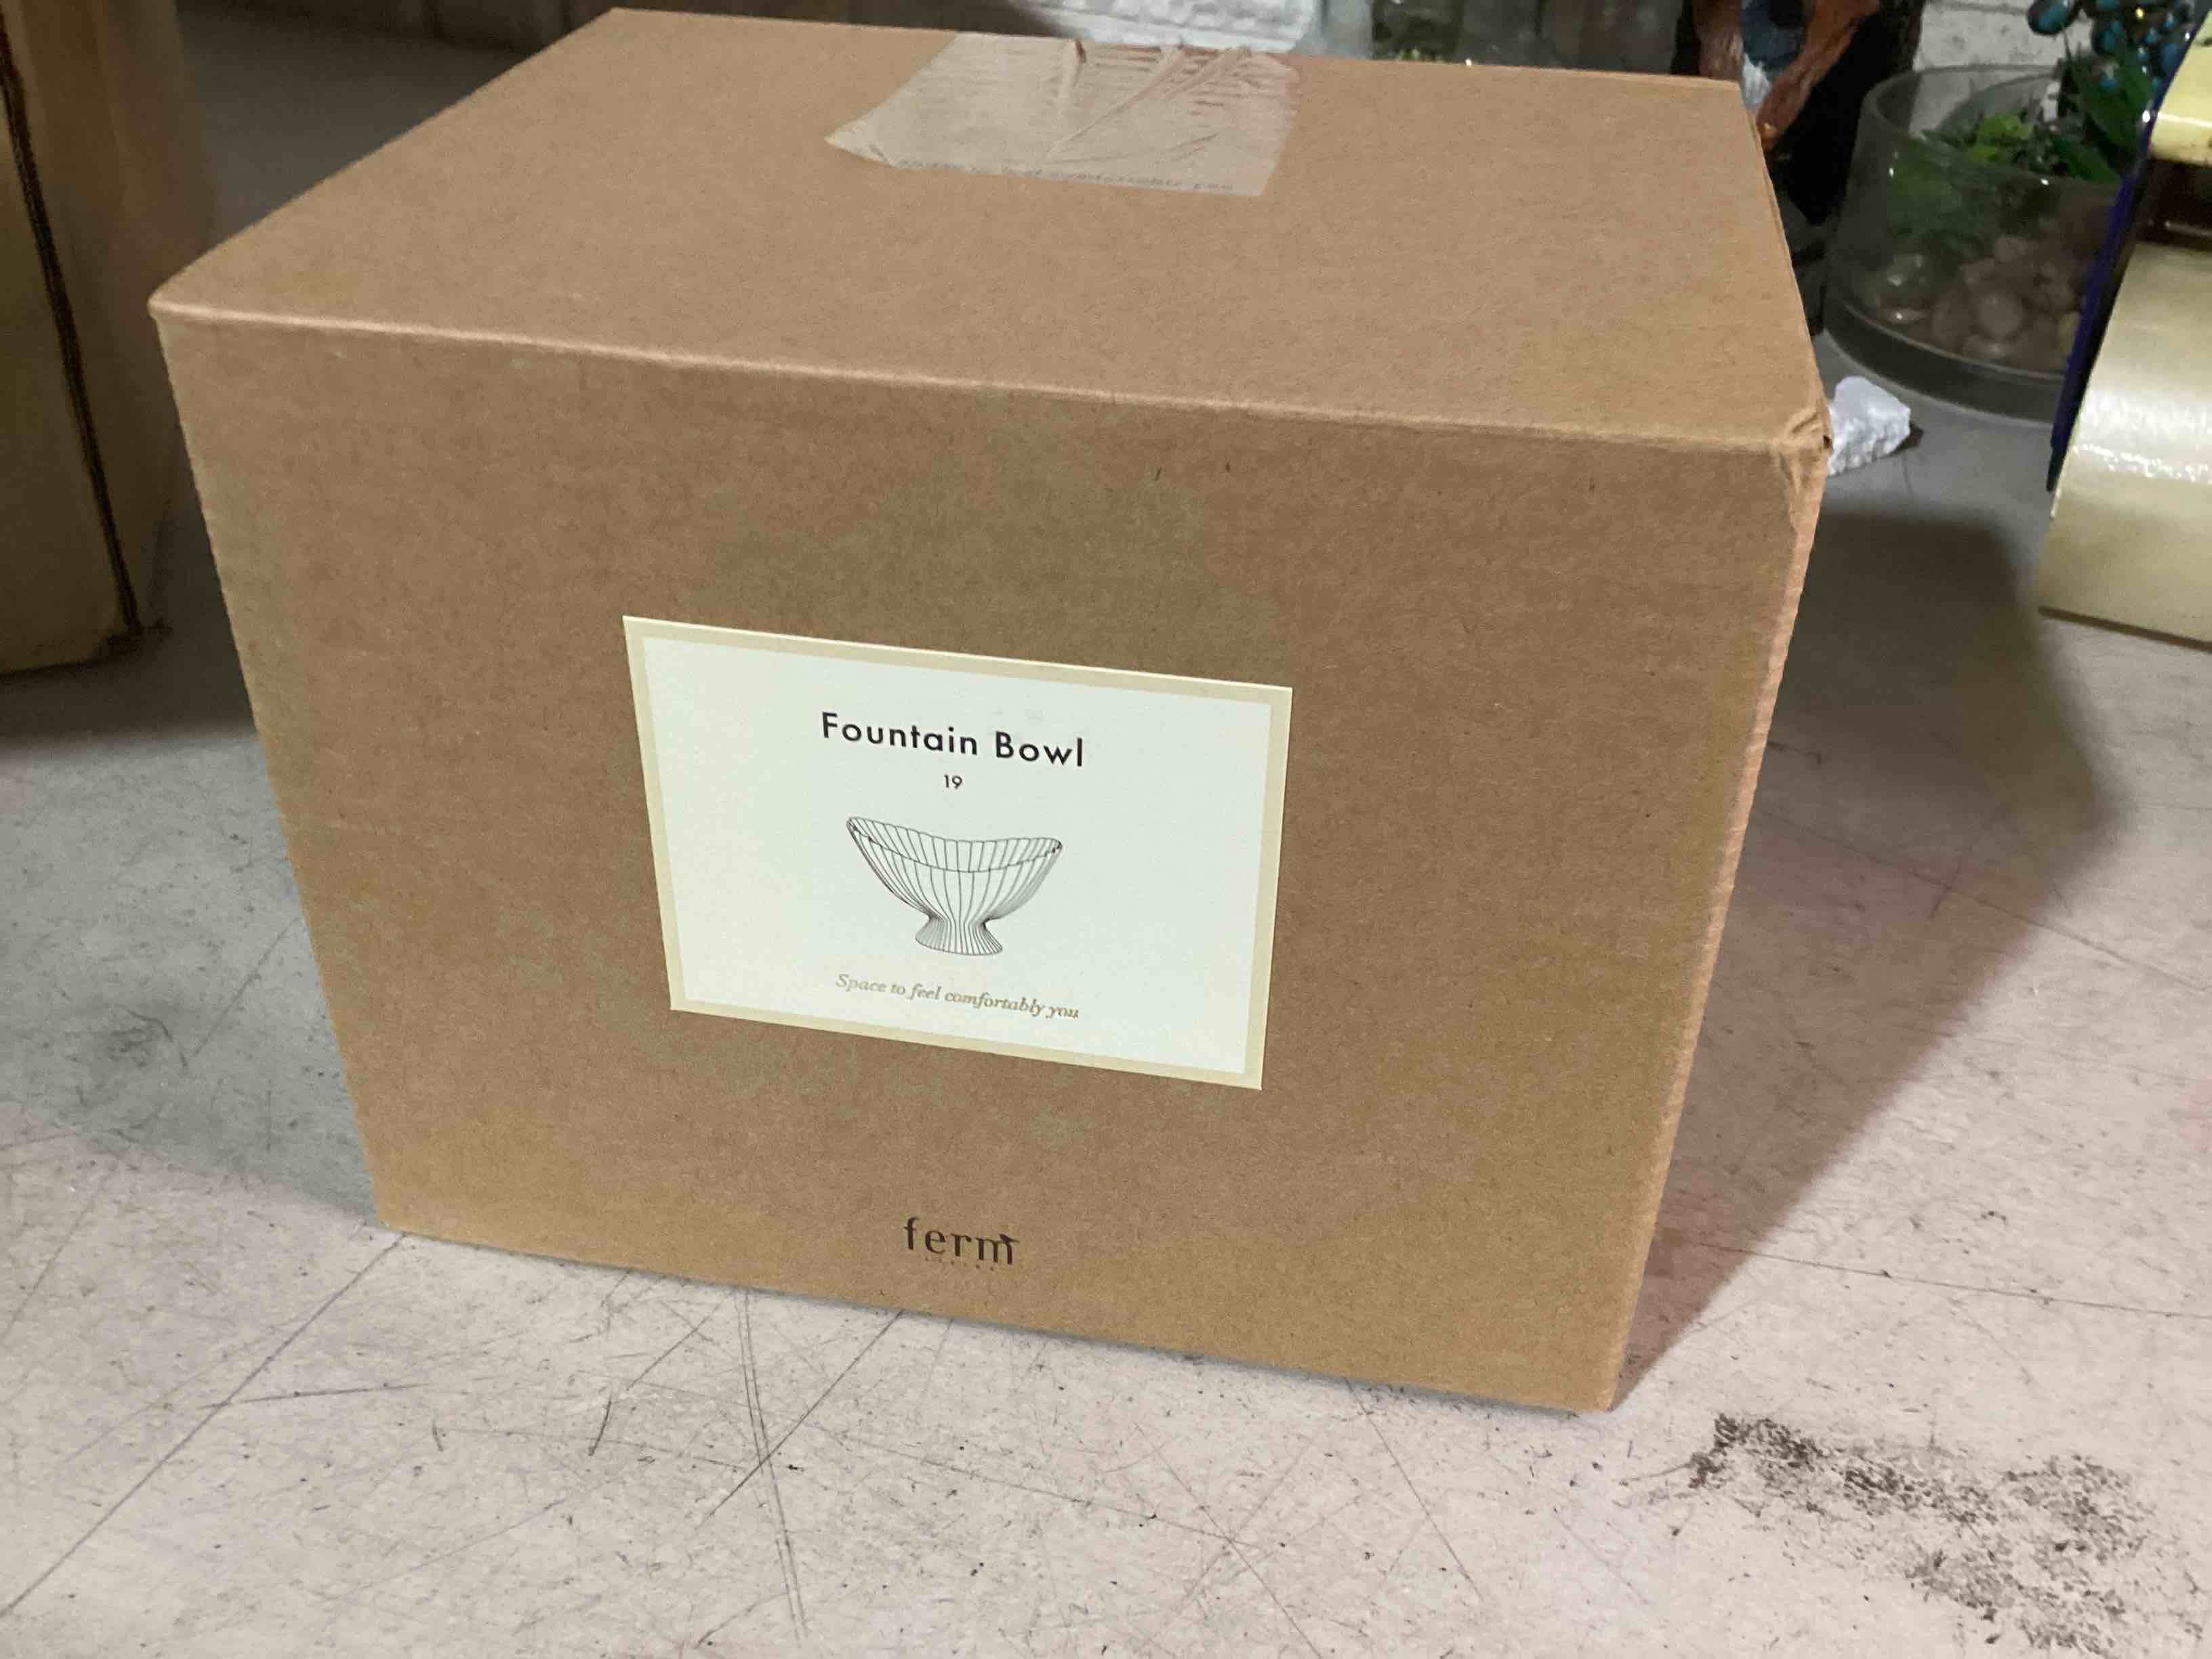 Fountain Bowl
19
Space to feel comfortably you
ferm